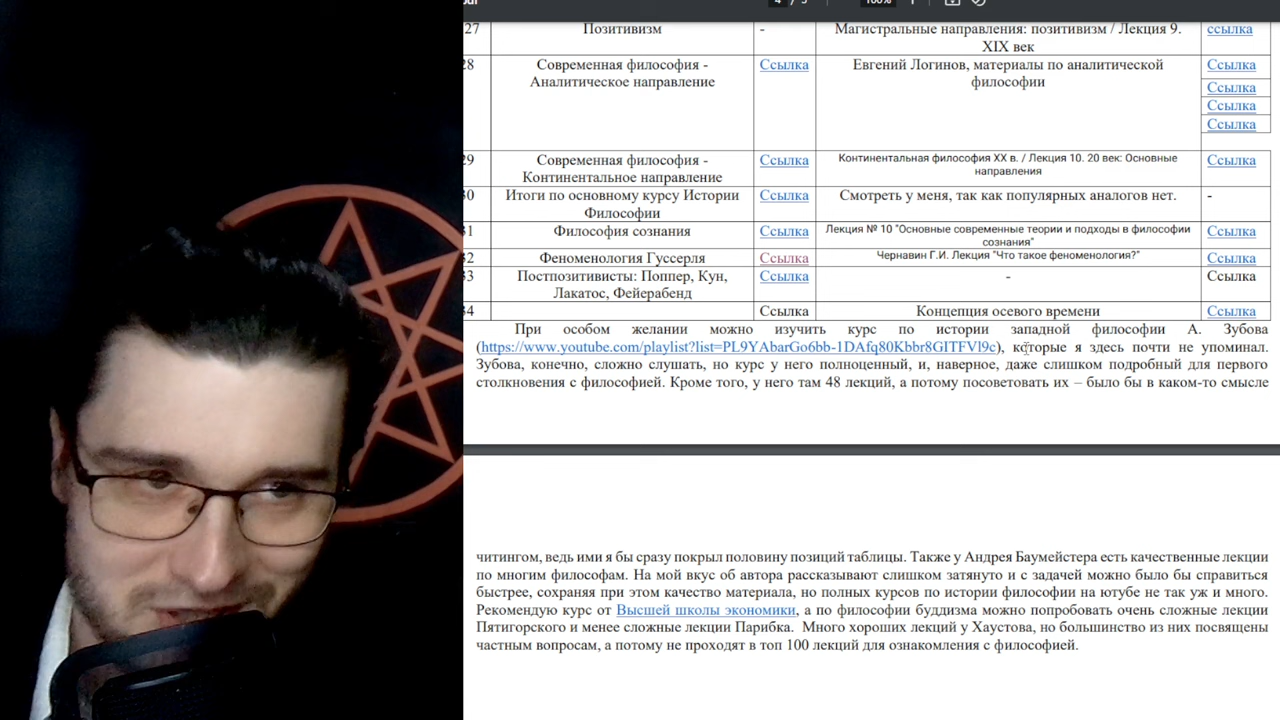 df
4 / 5
100%
27 Позитивизм - Магистральные направления: позитивизм / Лекция 9. ссылка
XIX век
28 Современная философия - Ссылка Евгений Логинов, материалы по аналитической Ссылка
Аналитическое направление философии Ссылка
Ссылка
Ссылка
29 Современная философия - Ссылка Континентальная философия XX в. / Лекция 10. 20 век: Основные Ссылка
Континентальное направление направления
30 Итоги по основному курсу Истории Ссылка Смотреть у меня, так как популярных аналогов нет. -
Философии
31 Философия сознания Ссылка Лекция № 10 "Основные современные теории и подходы в философии Ссылка
сознания"
32 Феноменология Гуссерля Ссылка Чернавин Г.И. Лекция "Что такое феноменология?" Ссылка
33 Постпозитивисты: Поппер, Кун, Ссылка - Ссылка
Лакатос, Фейерабенд
34 Ссылка Концепция осевого времени Ссылка
При особом желании можно изучить курс по истории западной философии А. Зубова
(https://www.youtube.com/playlist?list=PL9YAbarGo6bb-1DAfq80Kbbr8GITFVl9c), которые я здесь почти не упоминал.
Зубова, конечно, сложно слушать, но курс у него полноценный, и, наверное, даже слишком подробный для первого
столкновения с философией. Кроме того, у него там 48 лекций, а потому посоветовать их – было бы в каком-то смысле
читингом, ведь ими я бы сразу покрыл половину позиций таблицы. Также у Андрея Баумейстера есть качественные лекции
по многим философам. На мой вкус об автора рассказывают слишком затянуто и с задачей можно было бы справиться
быстрее, сохраняя при этом качество материала, но полных курсов по истории философии на ютубе не так уж и много.
Рекомендую курс от Высшей школы экономики, а по философии буддизма можно попробовать очень сложные лекции
Пятигорского и менее сложные лекции Парибка. Много хороших лекций у Хаустова, но большинство из них посвящены
частным вопросам, а потому не проходят в топ 100 лекций для ознакомления с философией.